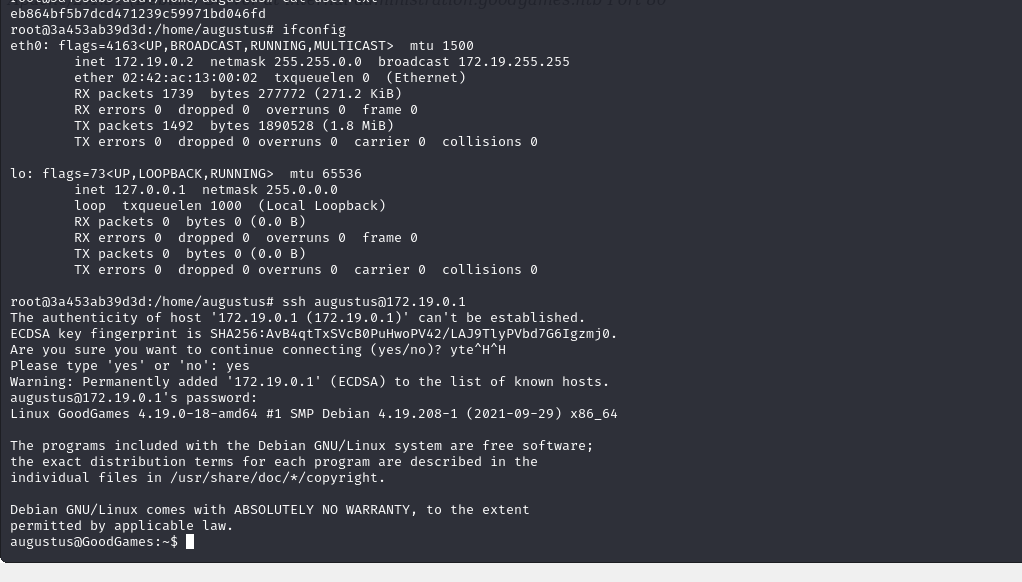 eb864bf5b7dcd471239c59971bd046fd
root@3a453ab39d3d:/home/augustus# ifconfig
eth0: flags=4163<UP,BROADCAST,RUNNING,MULTICAST>  mtu 1500
        inet 172.19.0.2  netmask 255.255.0.0  broadcast 172.19.255.255
        ether 02:42:ac:13:00:02  txqueuelen 0  (Ethernet)
        RX packets 1739  bytes 277772 (271.2 KiB)
        RX errors 0  dropped 0  overruns 0  frame 0
        TX packets 1492  bytes 1890528 (1.8 MiB)
        TX errors 0  dropped 0 overruns 0  carrier 0  collisions 0
lo: flags=73<UP,LOOPBACK,RUNNING>  mtu 65536
        inet 127.0.0.1  netmask 255.0.0.0
        loop  txqueuelen 1000  (Local Loopback)
        RX packets 0  bytes 0 (0.0 B)
        RX errors 0  dropped 0  overruns 0  frame 0
        TX packets 0  bytes 0 (0.0 B)
        TX errors 0  dropped 0 overruns 0  carrier 0  collisions 0
root@3a453ab39d3d:/home/augustus# ssh augustus@172.19.0.1
The authenticity of host '172.19.0.1 (172.19.0.1)' can't be established.
ECDSA key fingerprint is SHA256:AvB4qtTxSVcB0PuHwoPV42/LAJ9TlyPVbd7G6Igzmj0.
Are you sure you want to continue connecting (yes/no)? yte^H^H
Please type 'yes' or 'no': yes
Warning: Permanently added '172.19.0.1' (ECDSA) to the list of known hosts.
augustus@172.19.0.1's password:
Linux GoodGames 4.19.0-18-amd64 #1 SMP Debian 4.19.208-1 (2021-09-29) x86_64
The programs included with the Debian GNU/Linux system are free software;
the exact distribution terms for each program are described in the
individual files in /usr/share/doc/*/copyright.
Debian GNU/Linux comes with ABSOLUTELY NO WARRANTY, to the extent
permitted by applicable law.
augustus@GoodGames:~$